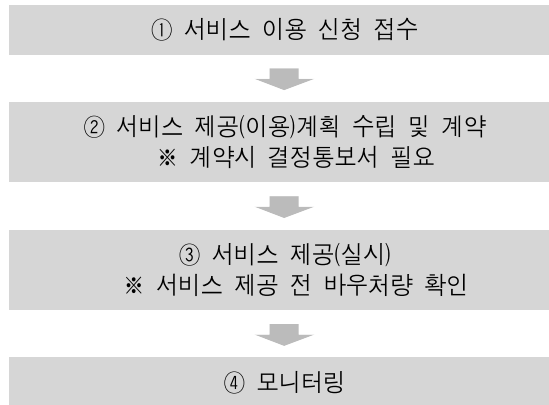 ① 서비스 이용 신청 접수
② 서비스 제공(이용)계획 수립 및 계약
※ 계약시 결정통보서 필요
③ 서비스 제공(실시)
※ 서비스 제공 전 바우처량 확인
④ 모니터링